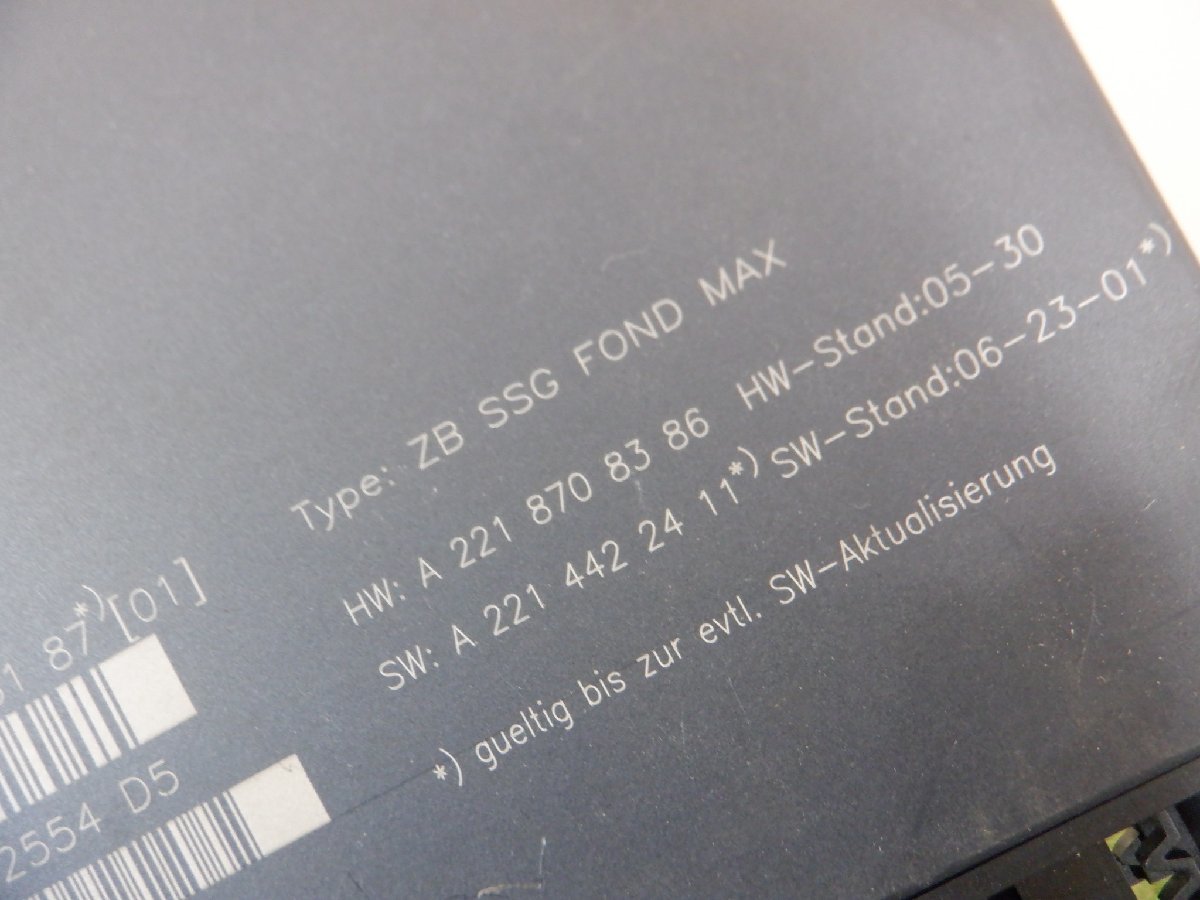 Type: ZB SSG FOND MAX
HW: A 221 870 83 86 HW-Stand:05-30
SW: A 221 442 24 11*) SW-Stand:06-23-01*)
*) gueltig bis zur evtl. SW-Aktualisierung
87*)[01]
2554 D5